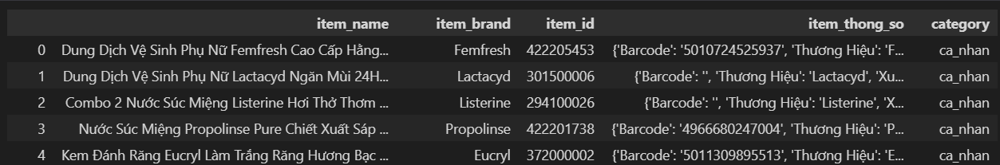 item_name item_brand item_id item_thong_so category
0 Dung Dịch Vệ Sinh Phụ Nữ Femfresh Cao Cấp Hằng... Femfresh 422205453 {'Barcode': '5010724525937', 'Thương Hiệu': 'F... ca_nhan
1 Dung Dịch Vệ Sinh Phụ Nữ Lactacyd Ngăn Mùi 24H... Lactacyd 301500006 {'Barcode': '', 'Thương Hiệu': 'Lactacyd', 'Xu... ca_nhan
2 Combo 2 Nước Súc Miệng Listerine Hơi Thở Thơm ... Listerine 294100026 {'Barcode': '', 'Thương Hiệu': 'Listerine', 'X... ca_nhan
3 Nước Súc Miệng Propolinse Pure Chiết Xuất Sáp ... Propolinse 422201738 {'Barcode': '4966680247004', 'Thương Hiệu': 'P... ca_nhan
4 Kem Đánh Răng Eucryl Làm Trắng Răng Hương Bạc ... Eucryl 372000002 {'Barcode': '5011309895513', 'Thương Hiệu': 'E... ca_nhan